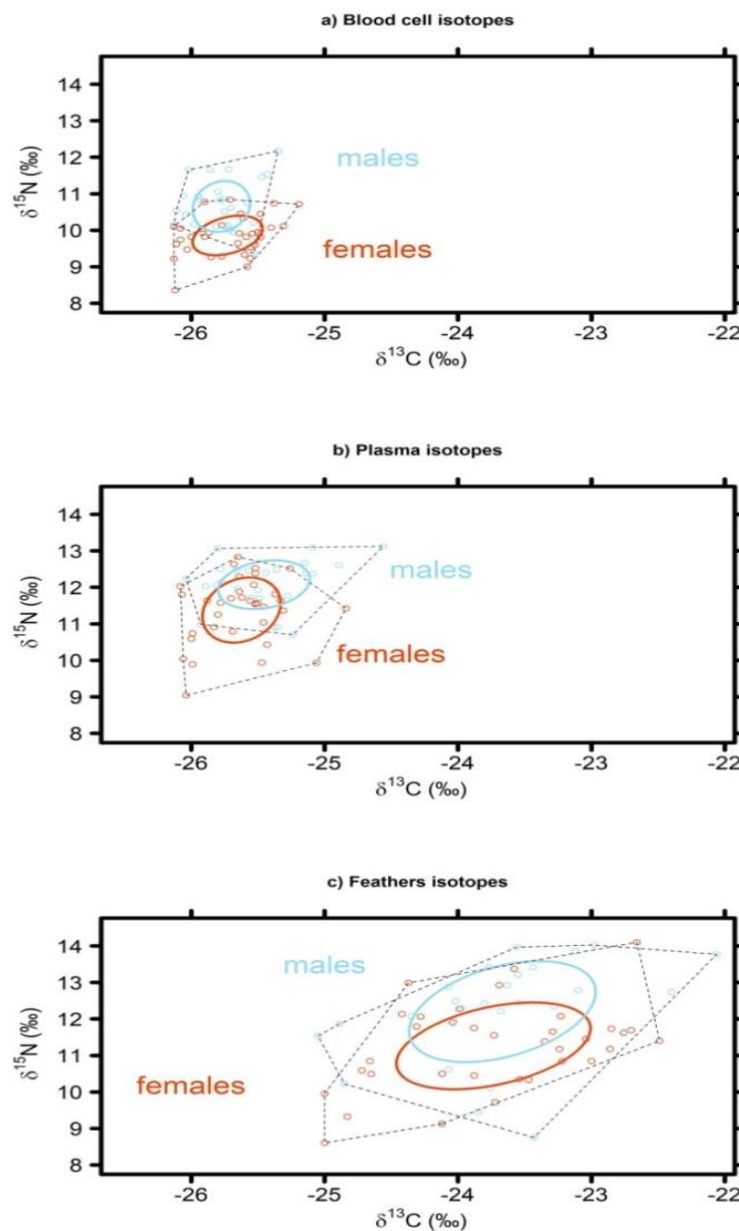 a) Blood cell isotopes
14
13
12
11
10
9
8
δ15N (‰)
males
females
-26
-25
-24
-23
-22
δ13C (‰)
b) Plasma isotopes
14
13
12
11
10
9
8
δ15N (‰)
males
females
-26
-25
-24
-23
-22
δ13C (‰)
c) Feathers isotopes
14
13
12
11
10
9
8
δ15N (‰)
males
females
-26
-25
-24
-23
-22
δ13C (‰)